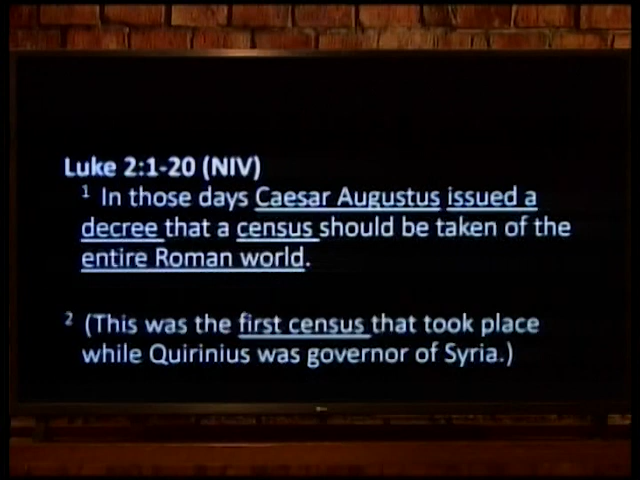 Luke 2:1-20 (NIV)
1 In those days Caesar Augustus issued a
decree that a census should be taken of the
entire Roman world.
2 (This was the first census that took place
while Quirinius was governor of Syria.)